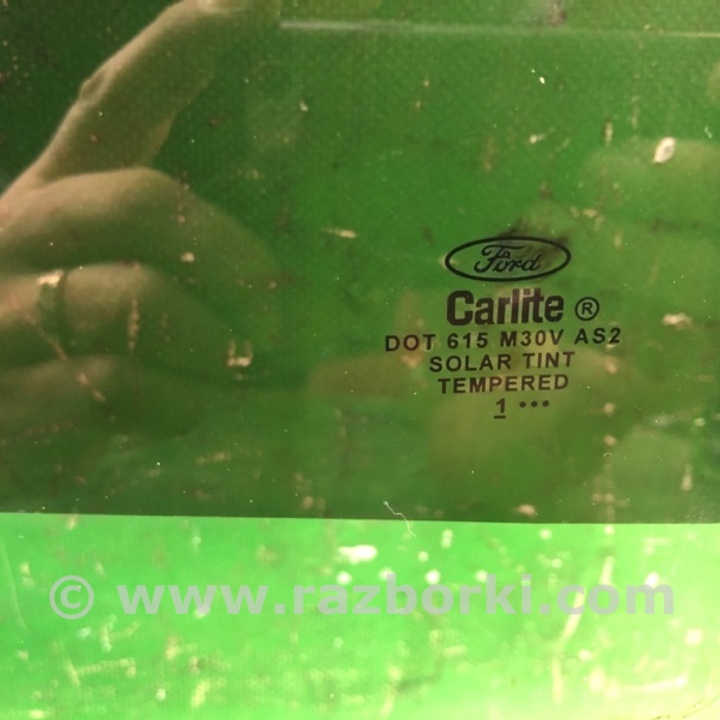 Ford
Carlite ®
DOT 615 M30V AS2
SOLAR TINT
TEMPERED
1 •••
© www.razborki.com